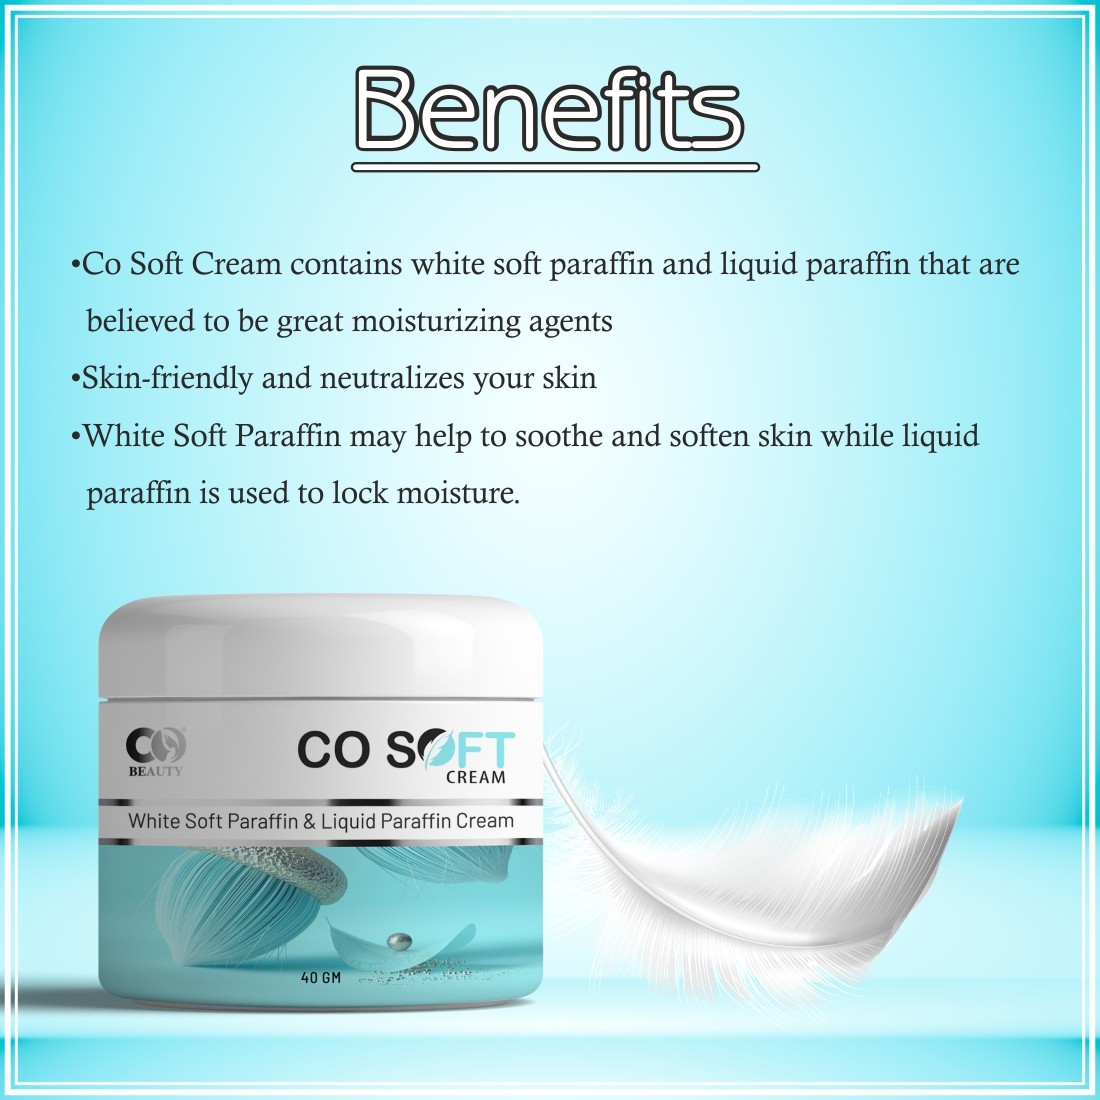 Benefits
•Co Soft Cream contains white soft paraffin and liquid paraffin that are
believed to be great moisturizing agents
•Skin-friendly and neutralizes your skin
•White Soft Paraffin may help to soothe and soften skin while liquid
paraffin is used to lock moisture.
CO
BEAUTY
CO SOFT
CREAM
White Soft Paraffin & Liquid Paraffin Cream
40 GM